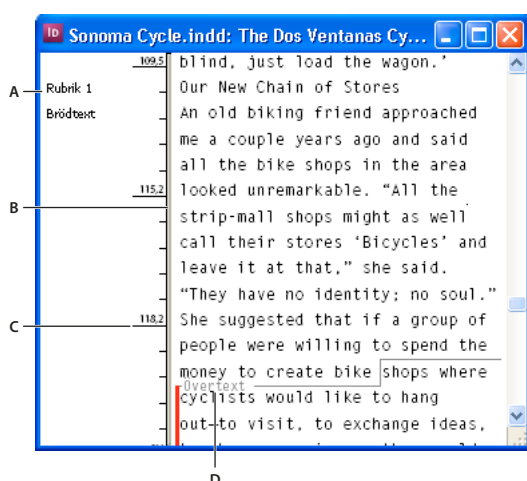 ID Sonoma Cycle.indd: The Dos Ventanas Cy...
109,5 blind, just load the wagon.’
A Rubrik 1 Our New Chain of Stores
Brödtext An old biking friend approached
me a couple years ago and said
all the bike shops in the area
115,2 looked unremarkable. “All the
B strip-mall shops might as well
call their stores ‘Bicycles’ and
leave it at that,” she said.
“They have no identity; no soul.”
C 118,2 She suggested that if a group of
people were willing to spend the
money to create bike shops where
Övertext
cyclists would like to hang
out to visit, to exchange ideas,
D